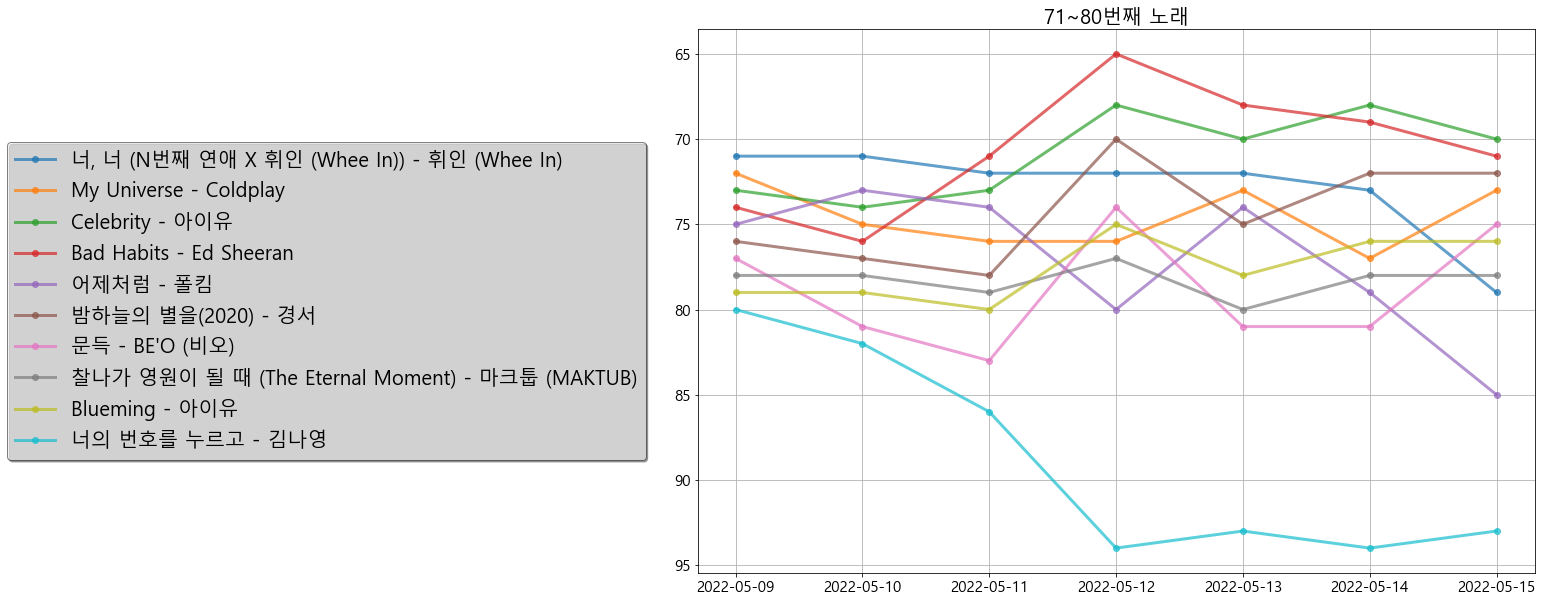 71~80번째 노래
너, 너 (N번째 연애 X 휘인 (Whee In)) - 휘인 (Whee In)
My Universe - Coldplay
Celebrity - 아이유
Bad Habits - Ed Sheeran
어제처럼 - 폴킴
밤하늘의 별을(2020) - 경서
문득 - BE'O (비오)
찰나가 영원이 될 때 (The Eternal Moment) - 마크툽 (MAKTUB)
Blueming - 아이유
너의 번호를 누르고 - 김나영
65
70
75
80
85
90
95
2022-05-09 2022-05-10 2022-05-11 2022-05-12 2022-05-13 2022-05-14 2022-05-15